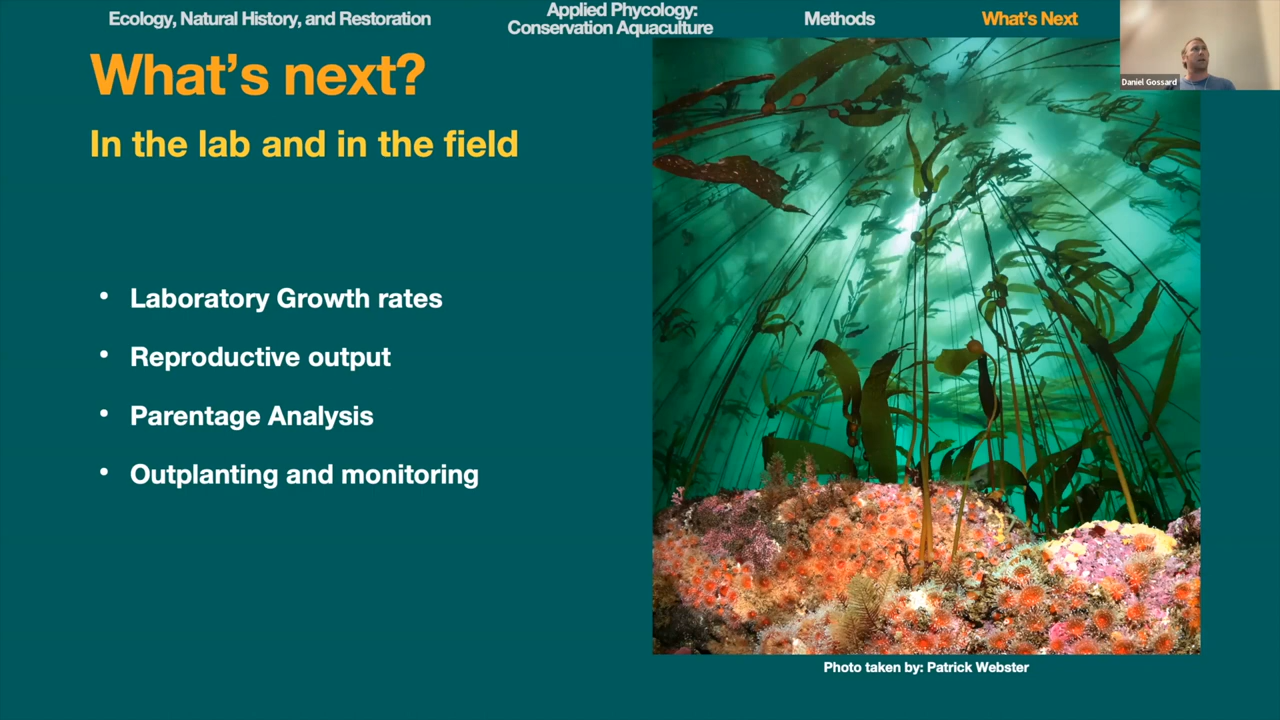 Ecology, Natural History, and Restoration
Applied Phycology:
Conservation Aquaculture
Methods
What's Next
Daniel Gossard
What's next?
In the lab and in the field
• Laboratory Growth rates
• Reproductive output
• Parentage Analysis
• Outplanting and monitoring
Photo taken by: Patrick Webster